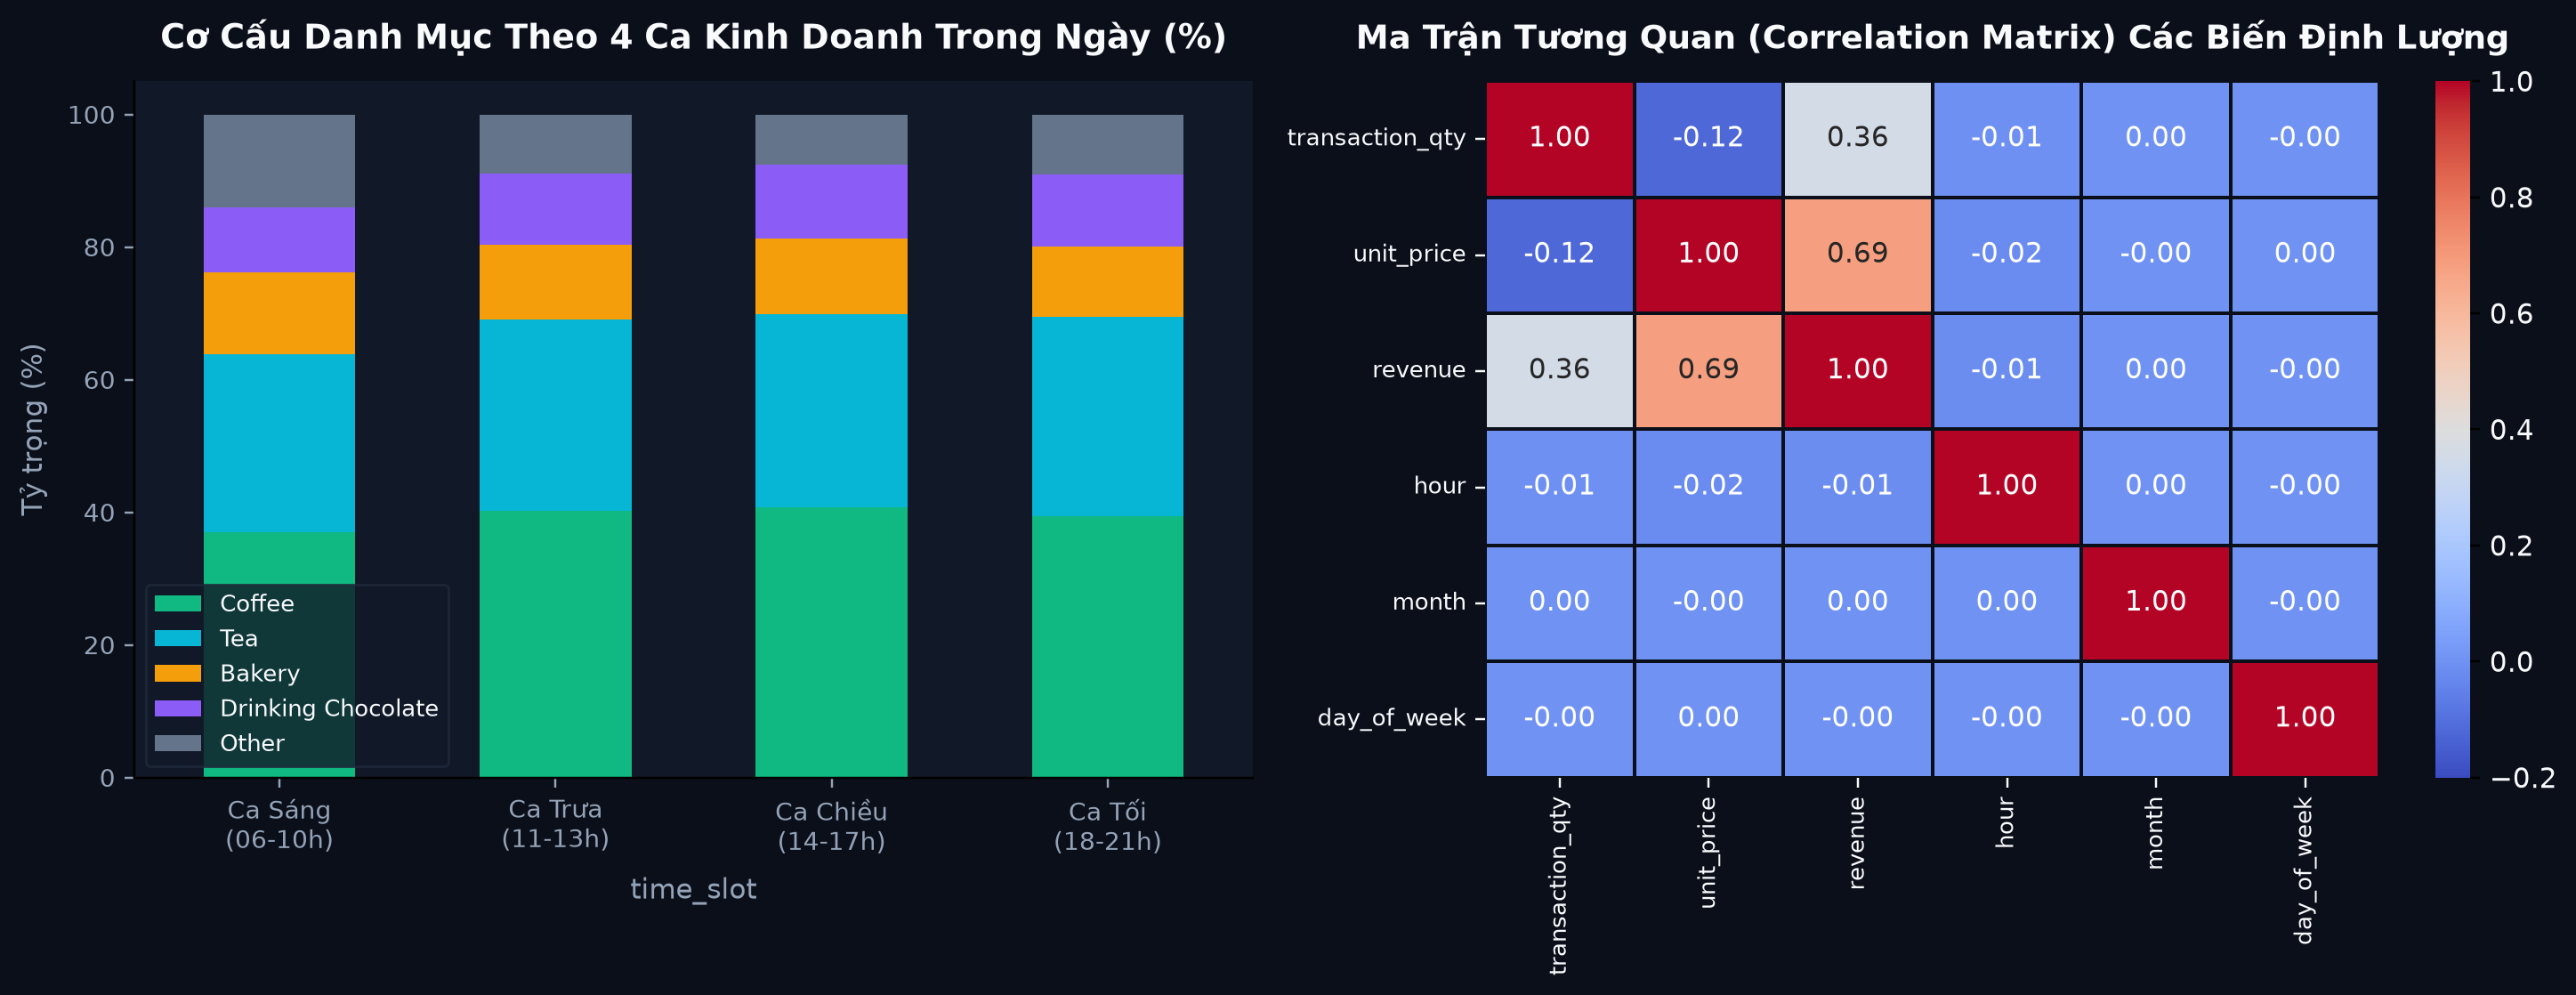 Cơ Cấu Danh Mục Theo 4 Ca Kinh Doanh Trong Ngày (%)
Tỷ trọng (%)
100
80
60
40
20
0
Coffee
Tea
Bakery
Drinking Chocolate
Other
Ca Sáng
(06-10h)
Ca Trưa
(11-13h)
Ca Chiều
(14-17h)
Ca Tối
(18-21h)
time_slot
Ma Trận Tương Quan (Correlation Matrix) Các Biến Định Lượng
transaction_qty 1.00 -0.12 0.36 -0.01 0.00 -0.00
unit_price -0.12 1.00 0.69 -0.02 -0.00 0.00
revenue 0.36 0.69 1.00 -0.01 0.00 -0.00
hour -0.01 -0.02 -0.01 1.00 0.00 -0.00
month 0.00 -0.00 0.00 0.00 1.00 -0.00
day_of_week -0.00 0.00 -0.00 -0.00 -0.00 1.00
transaction_qty
unit_price
revenue
hour
month
day_of_week
1.0
0.8
0.6
0.4
0.2
0.0
−0.2